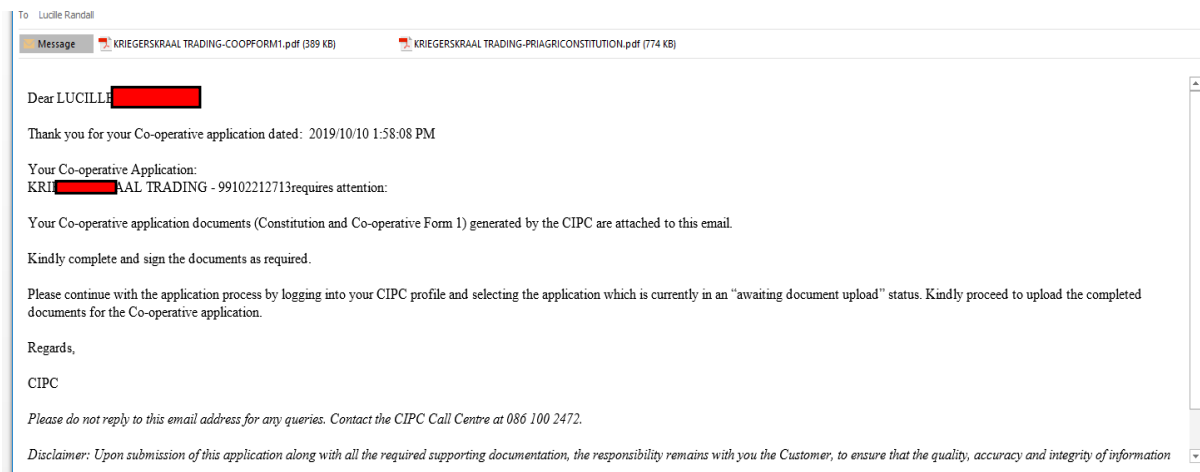 To Lucille Randall
Message KRIEGERSKRAAL TRADING-COOPFORM1.pdf (389 KB) KRIEGERSKRAAL TRADING-PRIAGRICONSTITUTION.pdf (774 KB)
Dear LUCILLE
Thank you for your Co-operative application dated: 2019/10/10 1:58:08 PM
Your Co-operative Application:
KRI AAL TRADING - 99102212713requires attention:
Your Co-operative application documents (Constitution and Co-operative Form 1) generated by the CIPC are attached to this email.
Kindly complete and sign the documents as required.
Please continue with the application process by logging into your CIPC profile and selecting the application which is currently in an “awaiting document upload” status. Kindly proceed to upload the completed
documents for the Co-operative application.
Regards,
CIPC
Please do not reply to this email address for any queries. Contact the CIPC Call Centre at 086 100 2472.
Disclaimer: Upon submission of this application along with all the required supporting documentation, the responsibility remains with you the Customer, to ensure that the quality, accuracy and integrity of information